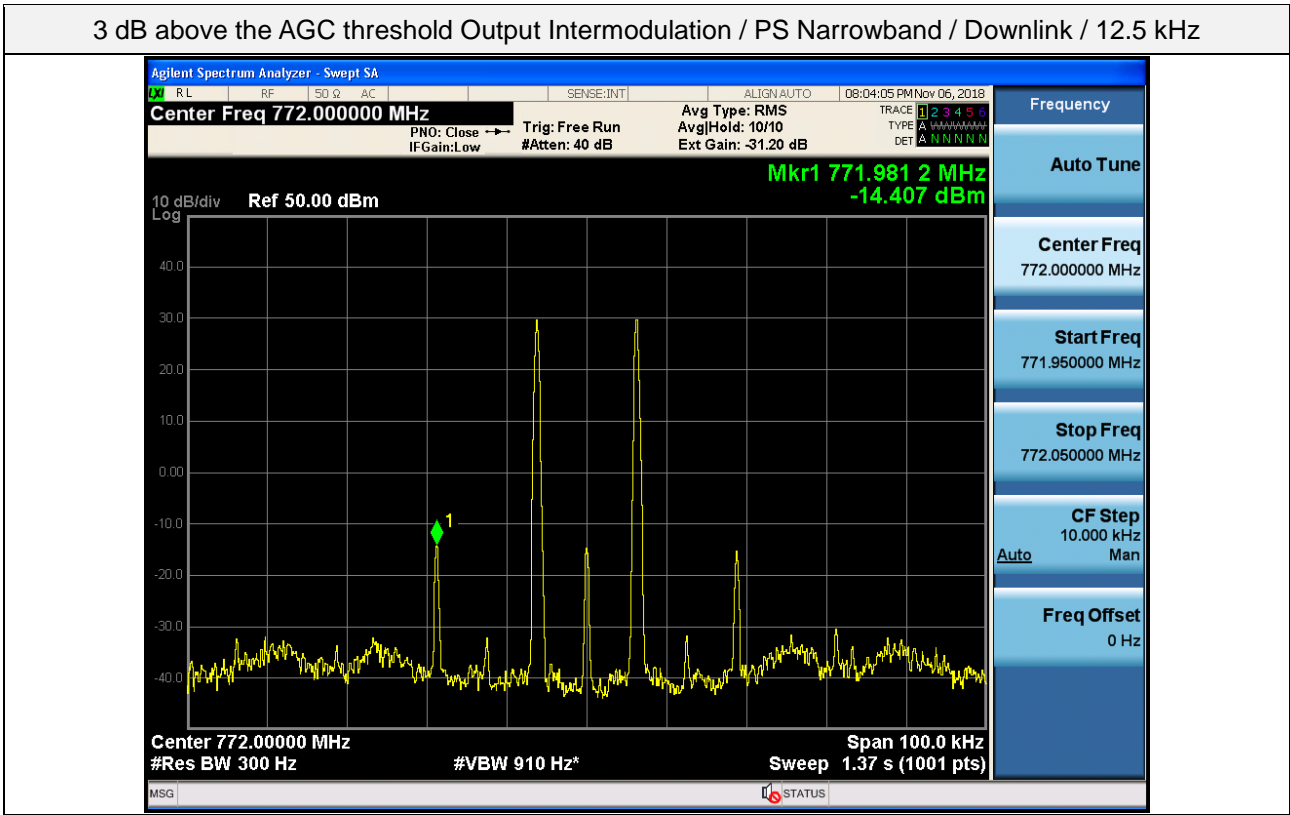 3 dB above the AGC threshold Output Intermodulation / PS Narrowband / Downlink / 12.5 kHz
Agilent Spectrum Analyzer - Swept SA
LXI RL RF 50 Ω AC SENSE:INT ALIGN AUTO 08:04:05 PM Nov 06, 2018
Center Freq 772.000000 MHz
PNO: Close
IFGain:Low
Trig: Free Run
#Atten: 40 dB
Avg Type: RMS
Avg|Hold: 10/10
Ext Gain: -31.20 dB
TRACE 1 2 3 4 5 6
TYPE A WWWWW
DET A N N N N N
Mkr1 771.981 2 MHz
-14.407 dBm
10 dB/div Ref 50.00 dBm
Log
40.0
30.0
20.0
10.0
0.00
-10.0
-20.0
-30.0
-40.0
1
Center 772.00000 MHz Span 100.0 kHz
#Res BW 300 Hz #VBW 910 Hz* Sweep 1.37 s (1001 pts)
MSG STATUS
Frequency
Auto Tune
Center Freq
772.000000 MHz
Start Freq
771.950000 MHz
Stop Freq
772.050000 MHz
CF Step
10.000 kHz
Auto Man
Freq Offset
0 Hz